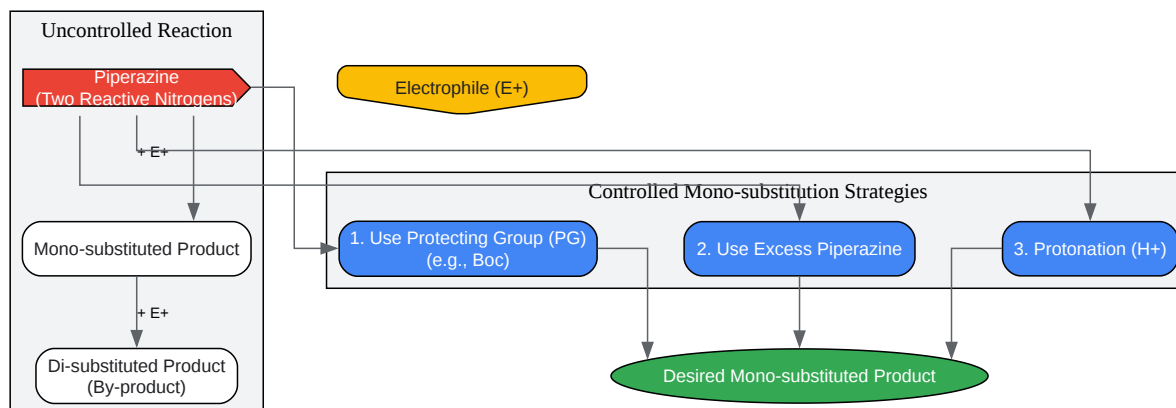 Uncontrolled Reaction
Piperazine
(Two Reactive Nitrogens)
Electrophile (E+)
+ E+
Controlled Mono-substitution Strategies
Mono-substituted Product
1. Use Protecting Group (PG)
(e.g., Boc)
2. Use Excess Piperazine
3. Protonation (H+)
+ E+
Di-substituted Product
(By-product)
Desired Mono-substituted Product